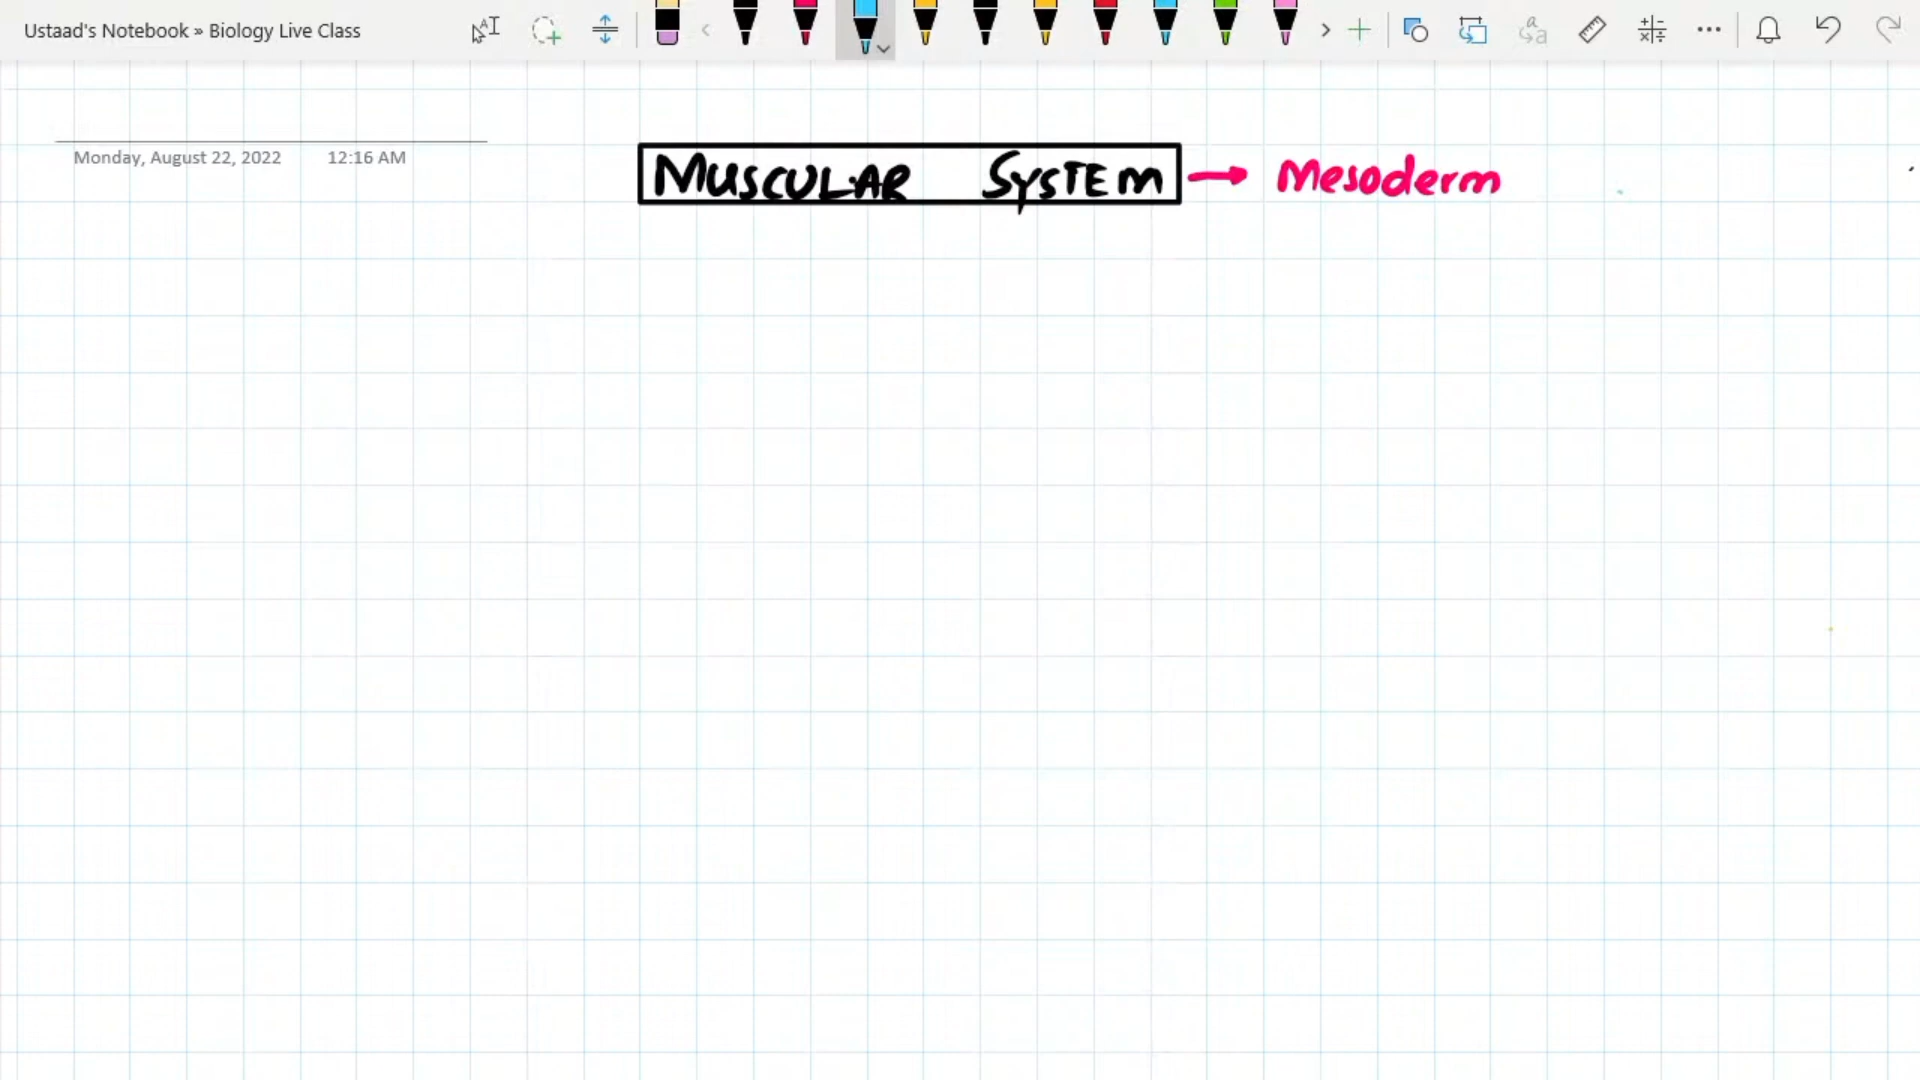 Ustaad's Notebook » Biology Live Class
Monday, August 22, 2022 12:16 AM
MUSCULAR SYSTEM → Mesoderm